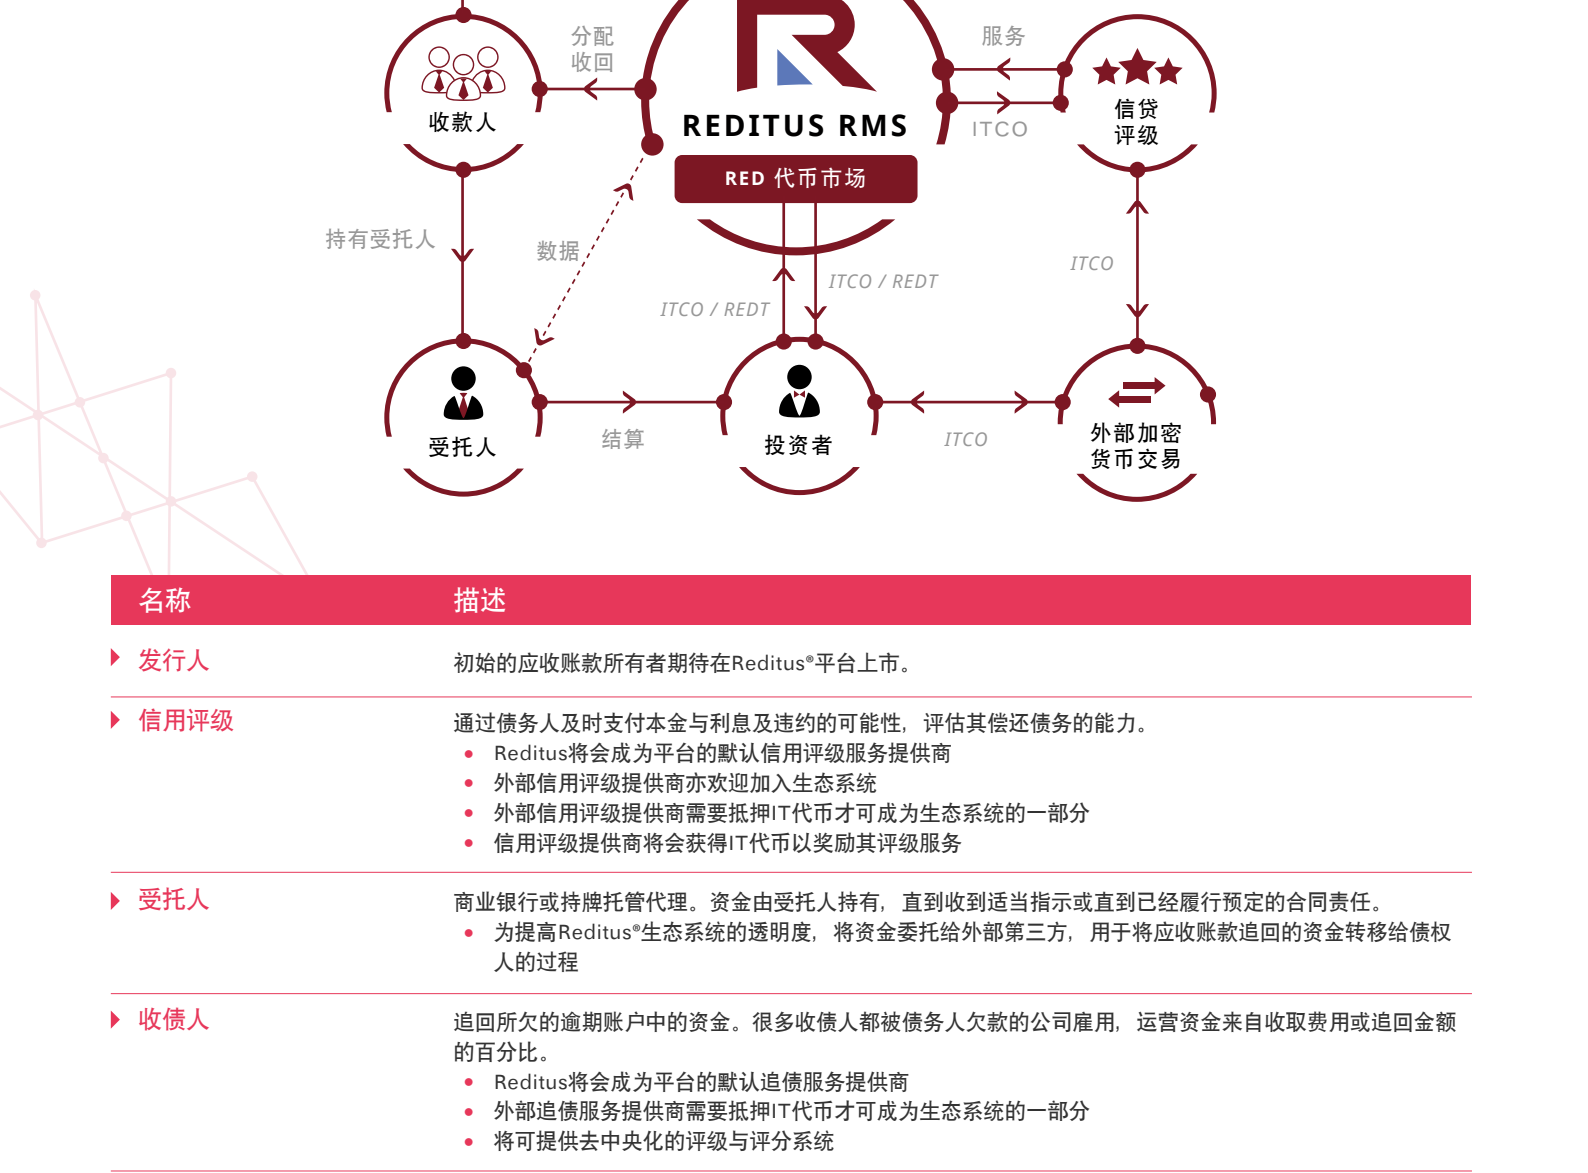 分配
收回
服务
收款人
REDITUS RMS
ITCO
信贷
评级
RED 代币市场
持有受托人
数据
ITCO / REDT
ITCO / REDT
ITCO
受托人
结算
投资者
ITCO
外部加密
货币交易
名称 描述
发行人 初始的应收账款所有者期待在Reditus®平台上市。
信用评级 通过债务人及时支付本金与利息及违约的可能性，评估其偿还债务的能力。
• Reditus将会成为平台的默认信用评级服务提供商
• 外部信用评级提供商亦欢迎加入生态系统
• 外部信用评级提供商需要抵押IT代币才可成为生态系统的一部分
• 信用评级提供商将会获得IT代币以奖励其评级服务
受托人 商业银行或持牌托管代理。资金由受托人持有，直到收到适当指示或直到已经履行预定的合同责任。
• 为提高Reditus®生态系统的透明度，将资金委托给外部第三方，用于将应收账款追回的资金转移给债权
人的过程
收债人 追回所欠的逾期账户中的资金。很多收债人都被债务人欠款的公司雇用，运营资金来自收取费用或追回金额
的百分比。
• Reditus将会成为平台的默认追债服务提供商
• 外部追债服务提供商需要抵押IT代币才可成为生态系统的一部分
• 将可提供去中央化的评级与评分系统